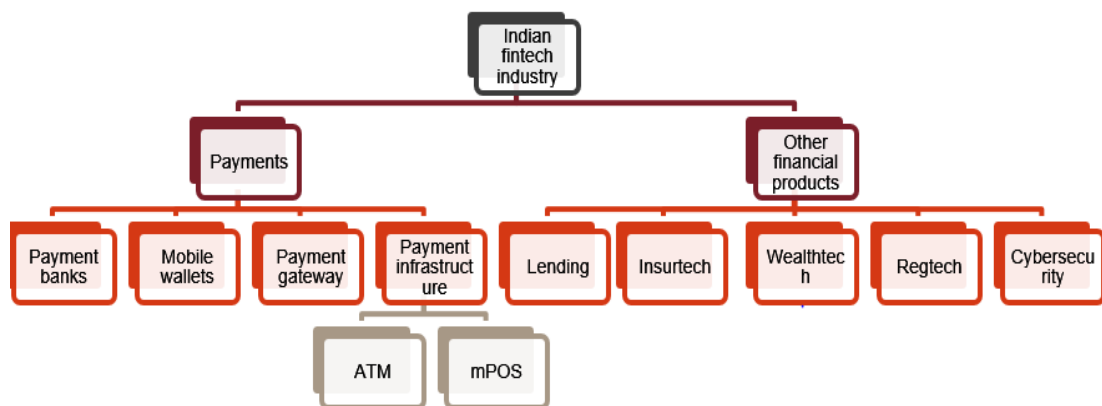 Indian
fintech
industry
Payments
Other
financial
products
Payment
banks
Mobile
wallets
Payment
gateway
Payment
infrastruct
ure
Lending
Insurtech
Wealthtec
h
Regtech
Cybersecu
rity
ATM
mPOS